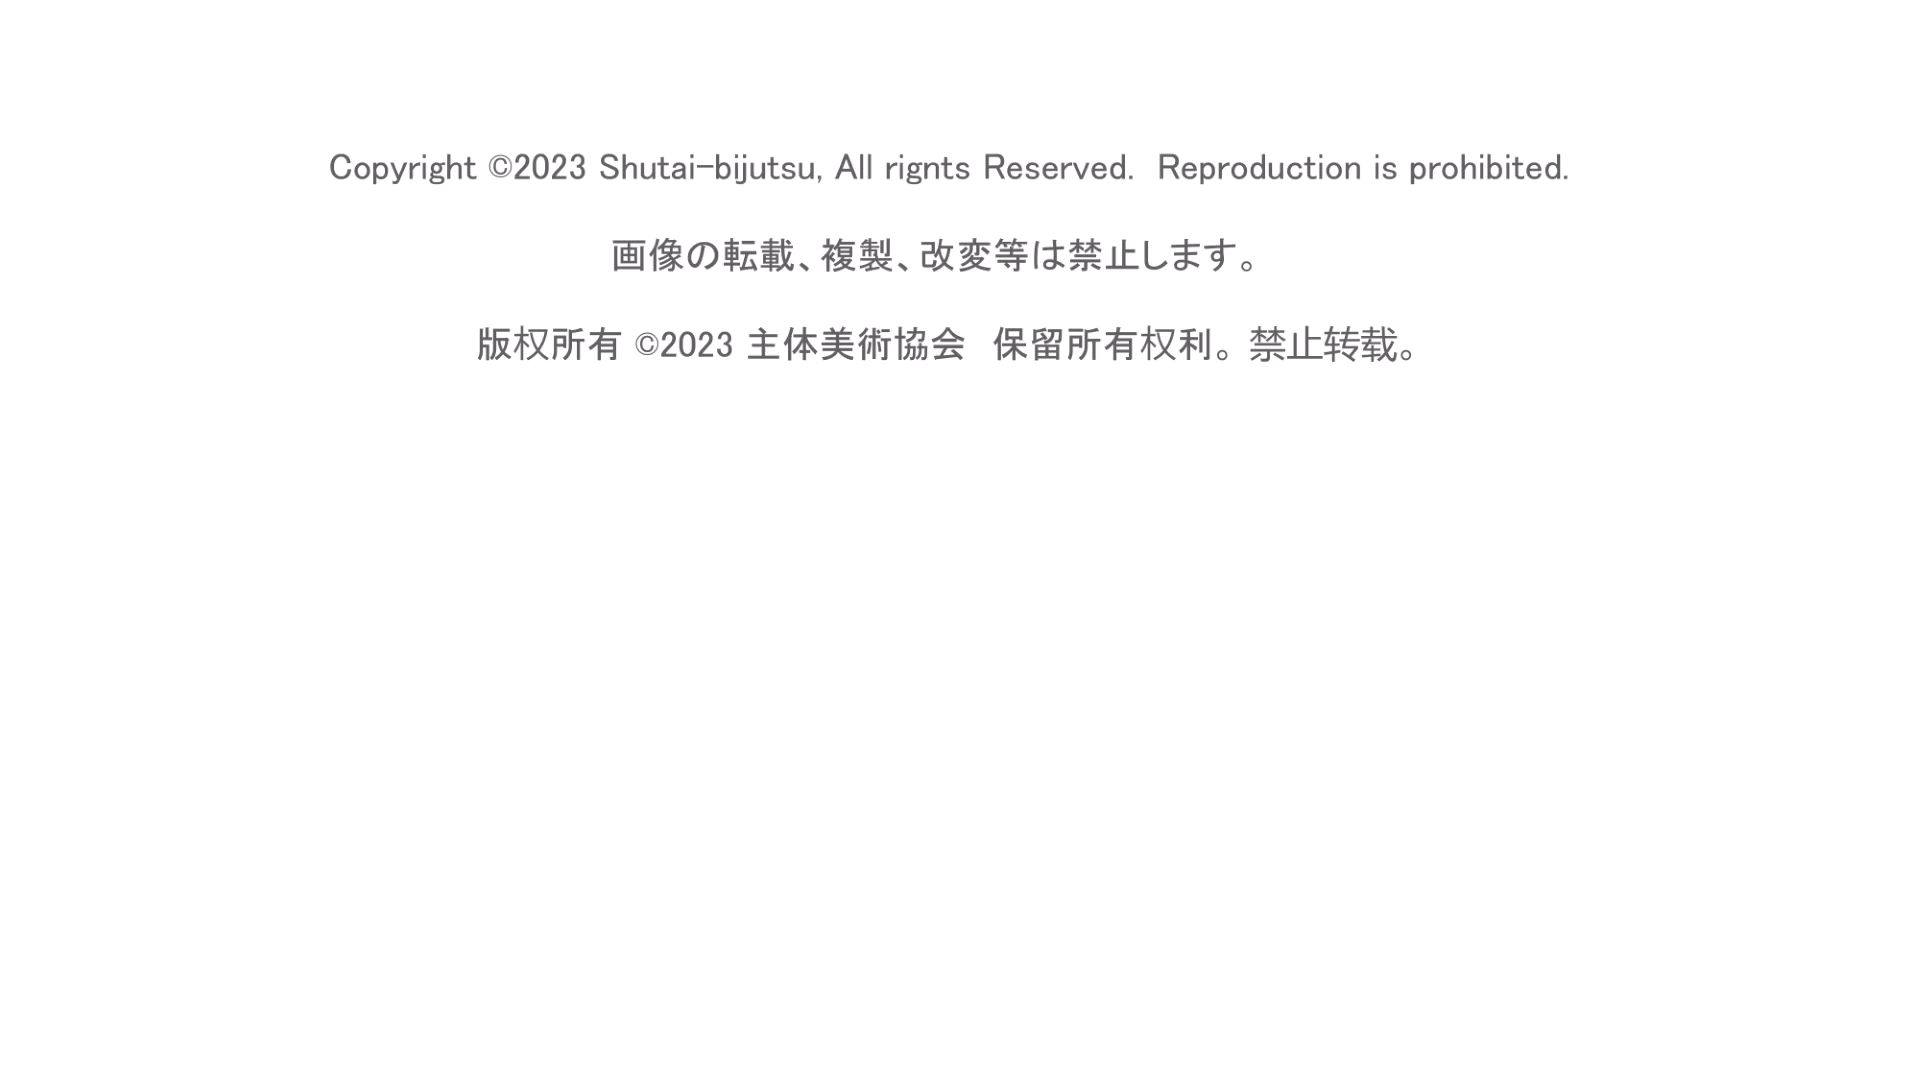 Copyright ©2023 Shutai-bijutsu, All rignts Reserved.  Reproduction is prohibited.
画像の転載、複製、改変等は禁止します。
版权所有 ©2023 主体美術協会　保留所有权利。禁止转载。